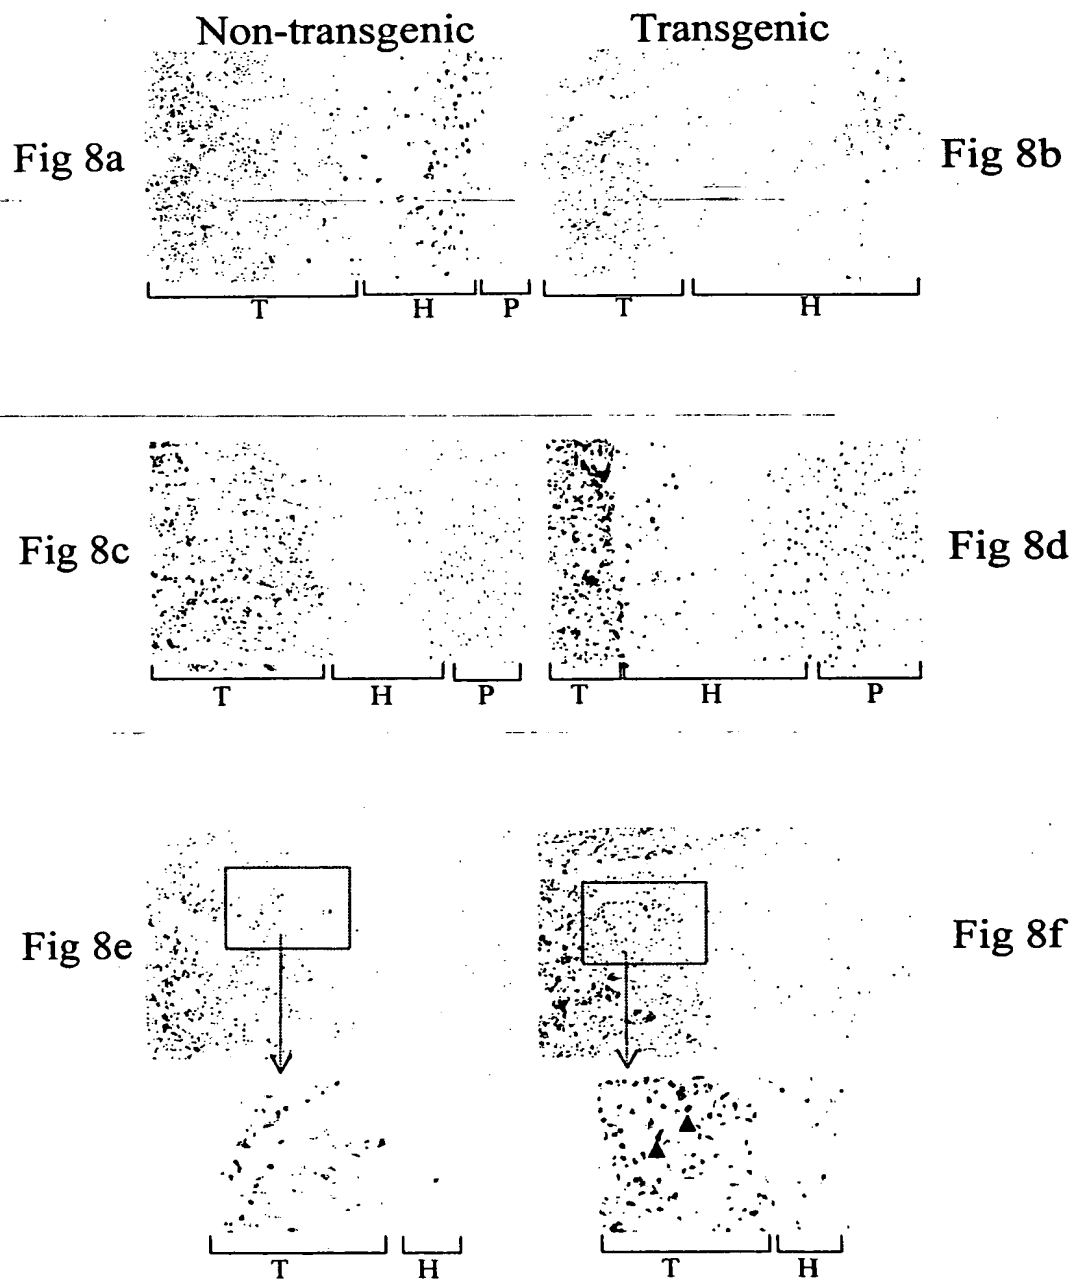 Non-transgenic Transgenic
Fig 8a Fig 8b
T H P T H
Fig 8c Fig 8d
T H P T H P
Fig 8e Fig 8f
T H T H